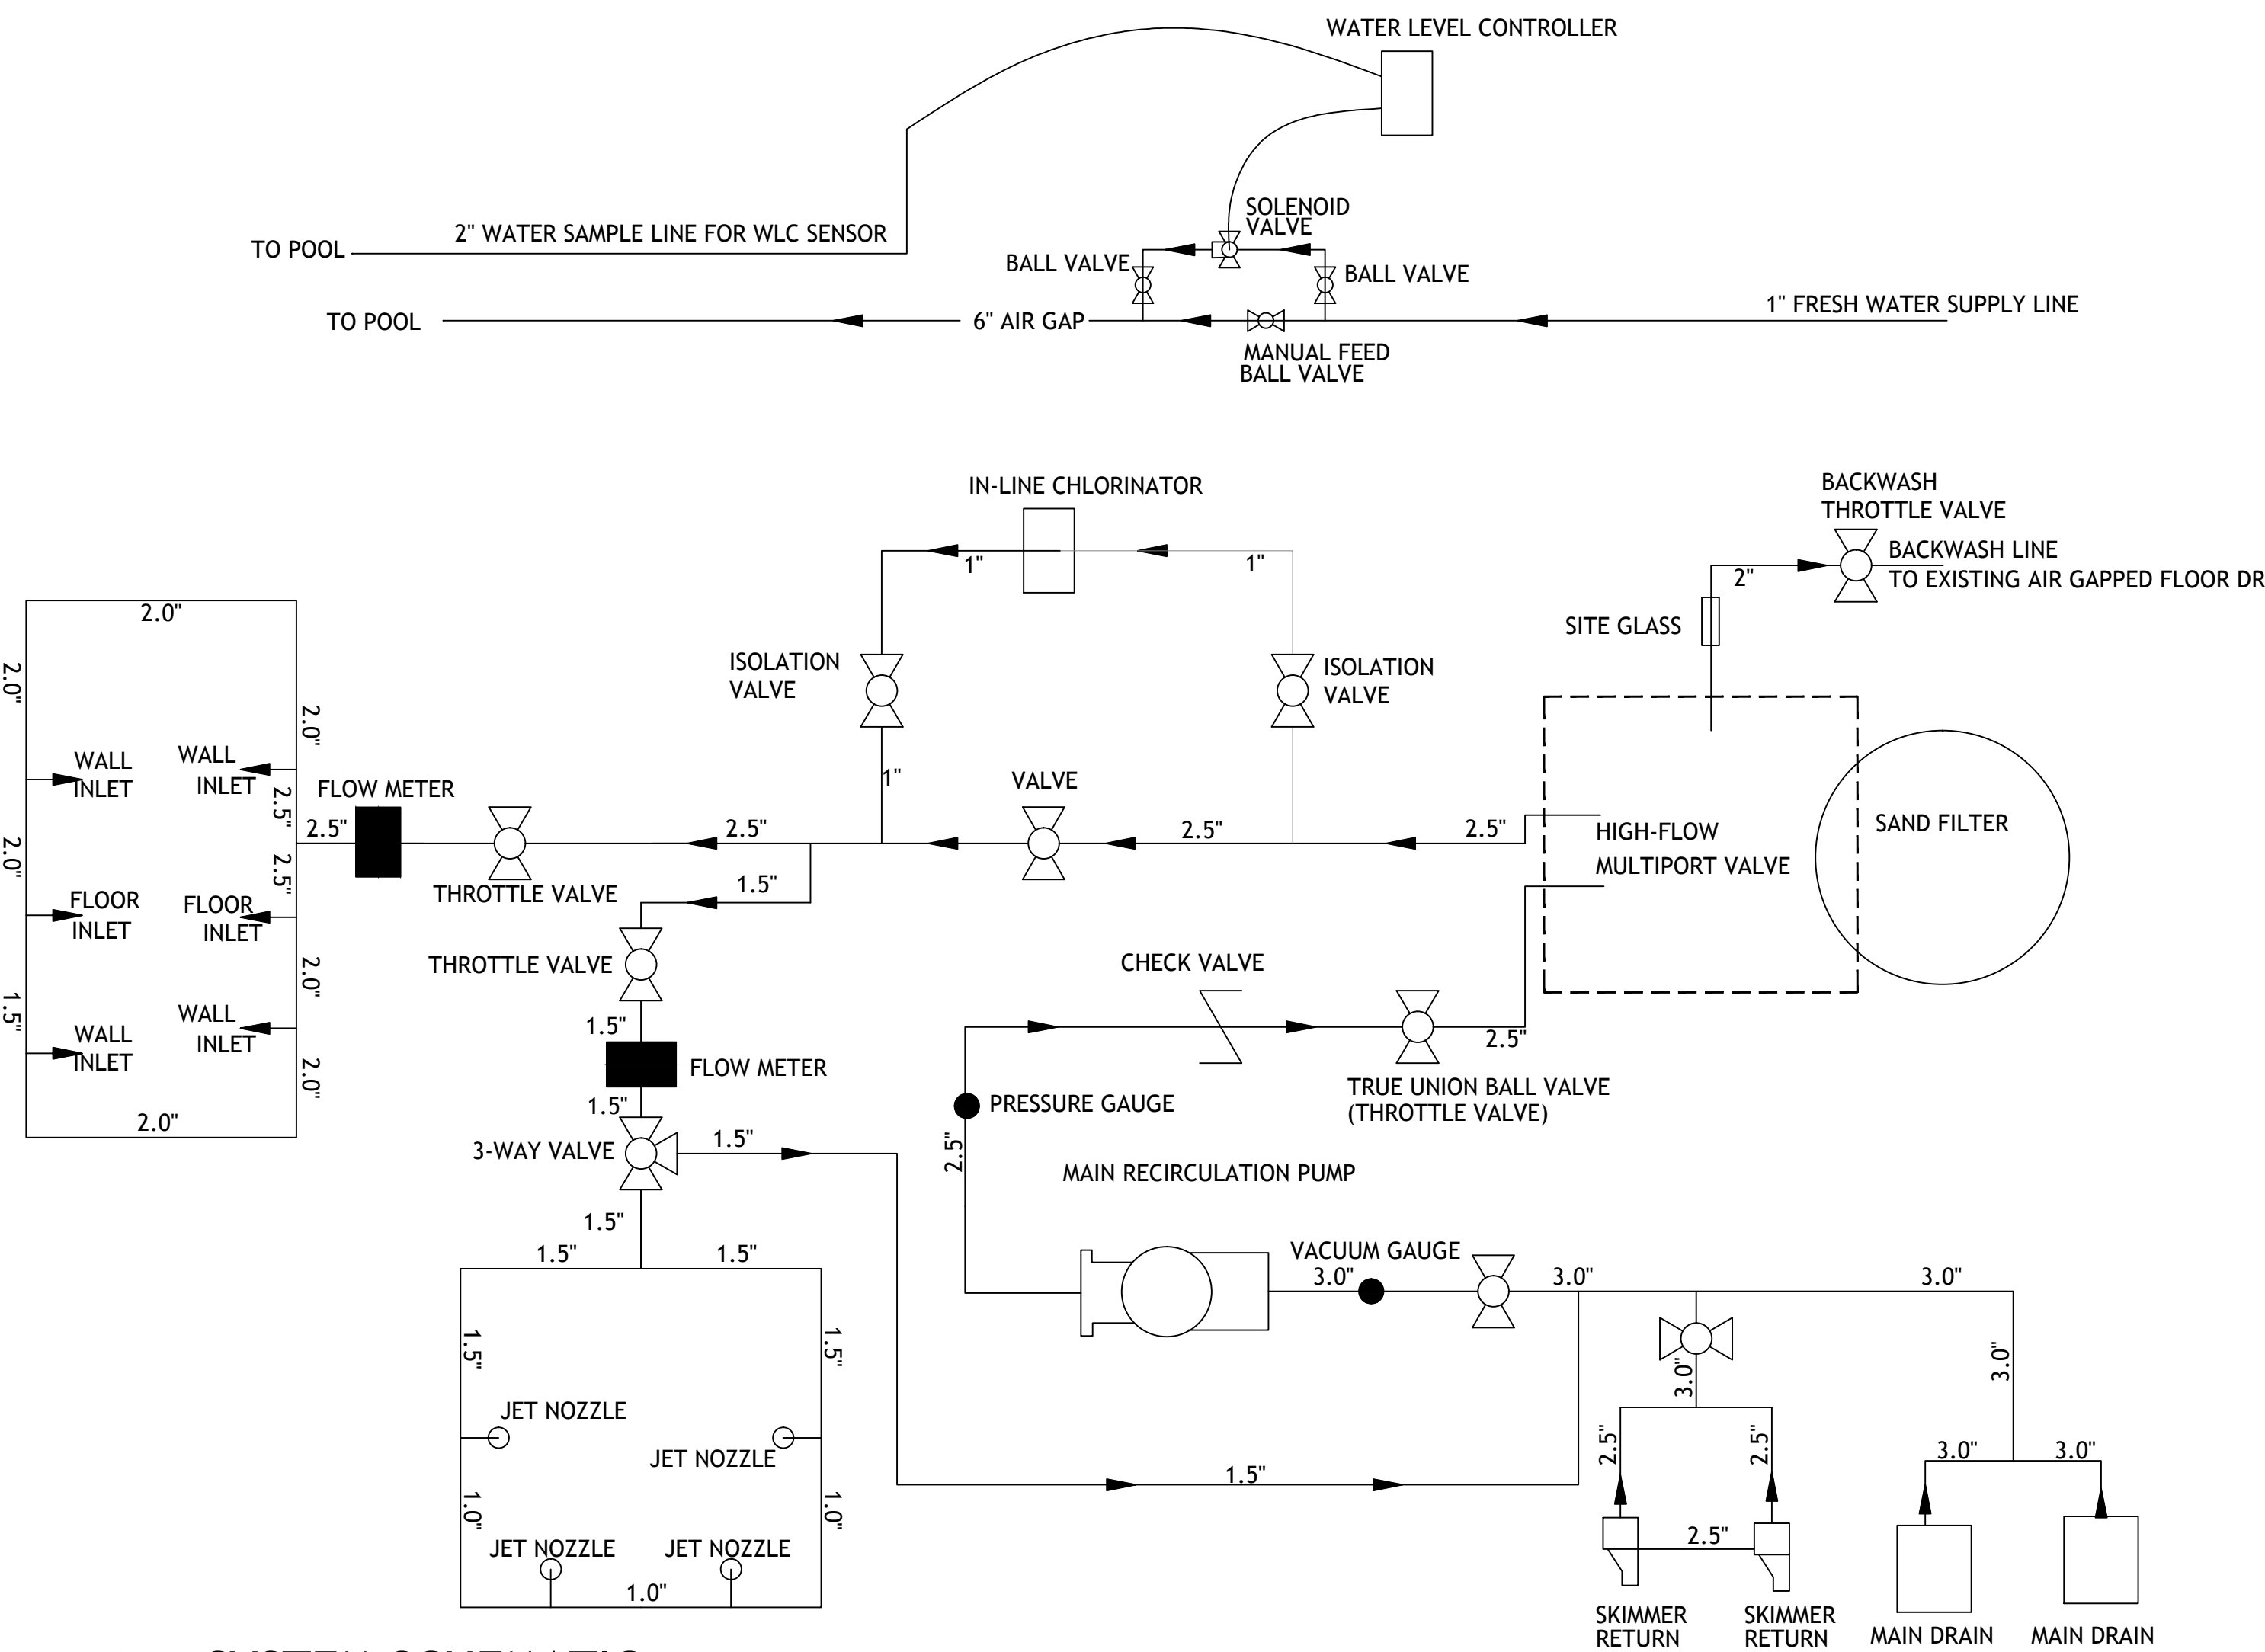 WATER LEVEL CONTROLLER
SOLENOID
VALVE
2" WATER SAMPLE LINE FOR WLC SENSOR
TO POOL
BALL VALVE
BALL VALVE
1" FRESH WATER SUPPLY LINE
TO POOL
6" AIR GAP
MANUAL FEED
BALL VALVE
IN-LINE CHLORINATOR
1"
1"
BACKWASH
THROTTLE VALVE
BACKWASH LINE
TO EXISTING AIR GAPPED FLOOR DR
2"
SITE GLASS
ISOLATION
VALVE
ISOLATION
VALVE
2.0"
2.0"
2.0"
WALL
INLET
WALL
INLET
2.5"
FLOW METER
2.5"
2.5"
1"
VALVE
2.5"
2.5"
HIGH-FLOW
MULTIPORT VALVE
SAND FILTER
2.0"
2.5"
THROTTLE VALVE
1.5"
FLOOR
INLET
FLOOR
INLET
2.0"
THROTTLE VALVE
CHECK VALVE
1.5"
WALL
INLET
WALL
INLET
2.0"
1.5"
2.5"
FLOW METER
TRUE UNION BALL VALVE
(THROTTLE VALVE)
PRESSURE GAUGE
1.5"
2.0"
3-WAY VALVE
1.5"
2.5"
MAIN RECIRCULATION PUMP
1.5"
1.5"
1.5"
VACUUM GAUGE
3.0"
3.0"
3.0"
1.5"
1.5"
3.0"
3.0"
JET NOZZLE
JET NOZZLE
2.5"
2.5"
3.0"
3.0"
1.5"
1.0"
1.0"
JET NOZZLE
JET NOZZLE
2.5"
1.0"
SKIMMER
RETURN
SKIMMER
RETURN
MAIN DRAIN
MAIN DRAIN
SYSTEM SCHEMATIC